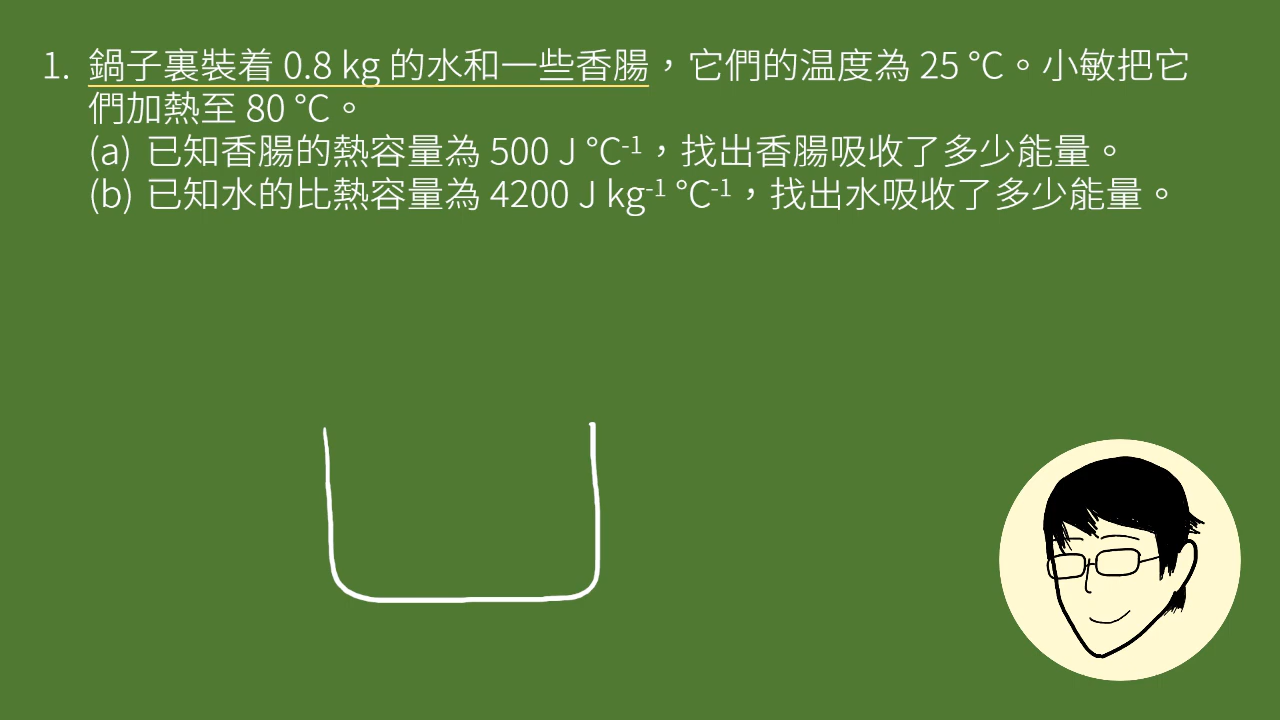 1. 鍋子裏裝着 0.8 kg 的水和一些香腸，它們的温度為 25 °C。小敏把它
們加熱至 80 °C。
(a) 已知香腸的熱容量為 500 J °C⁻¹，找出香腸吸收了多少能量。
(b) 已知水的比熱容量為 4200 J kg⁻¹ °C⁻¹，找出水吸收了多少能量。